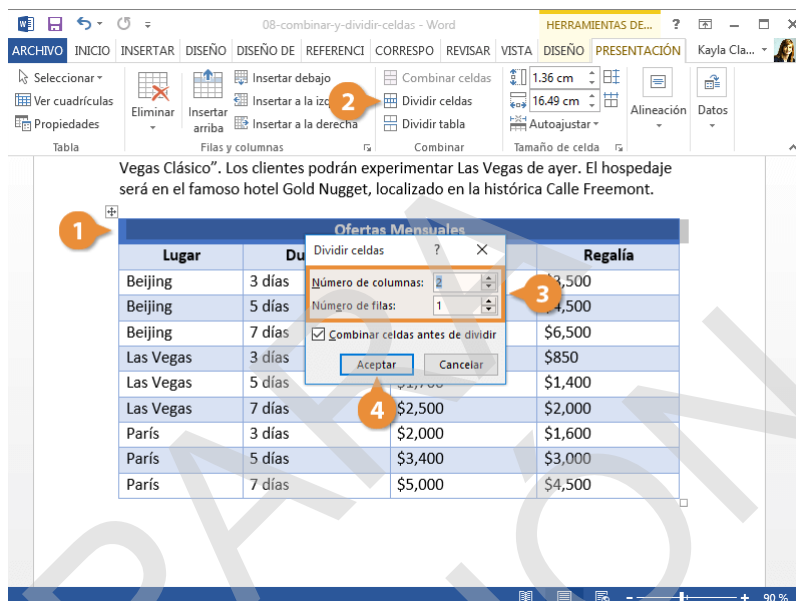 08-combinar-y-dividir-celdas - Word
HERRAMIENTAS DE...
?
ARCHIVO INICIO INSERTAR DISEÑO DISEÑO DE REFERENCI CORRESPO REVISAR VISTA DISEÑO PRESENTACIÓN Kayla Cla...
Seleccionar
Ver cuadrículas
Propiedades
Tabla
Eliminar
Insertar arriba
Insertar debajo
Insertar a la
Insertar a la derecha
Filas y columnas
2
Combinar celdas
Dividir celdas
Dividir tabla
Combinar
1.36 cm
16.49 cm
Autoajustar
Tamaño de celda
Alineación
Datos
Vegas Clásico”. Los clientes podrán experimentar Las Vegas de ayer. El hospedaje
será en el famoso hotel Gold Nugget, localizado en la histórica Calle Freemont.
1
Ofertas Mensuales
Lugar Regalía
Beijing 3 días
Beijing 5 días
Beijing 7 días $6,500
Las Vegas 3 días $850
Las Vegas 5 días $1,400
Las Vegas 7 días $2,500 $2,000
París 3 días $2,000 $1,600
París 5 días $3,400 $3,000
París 7 días $5,000 $4,500
Dividir celdas ?
Número de columnas: 2
Número de filas: 1
3
Combinar celdas antes de dividir
Aceptar Cancelar
4
90 %